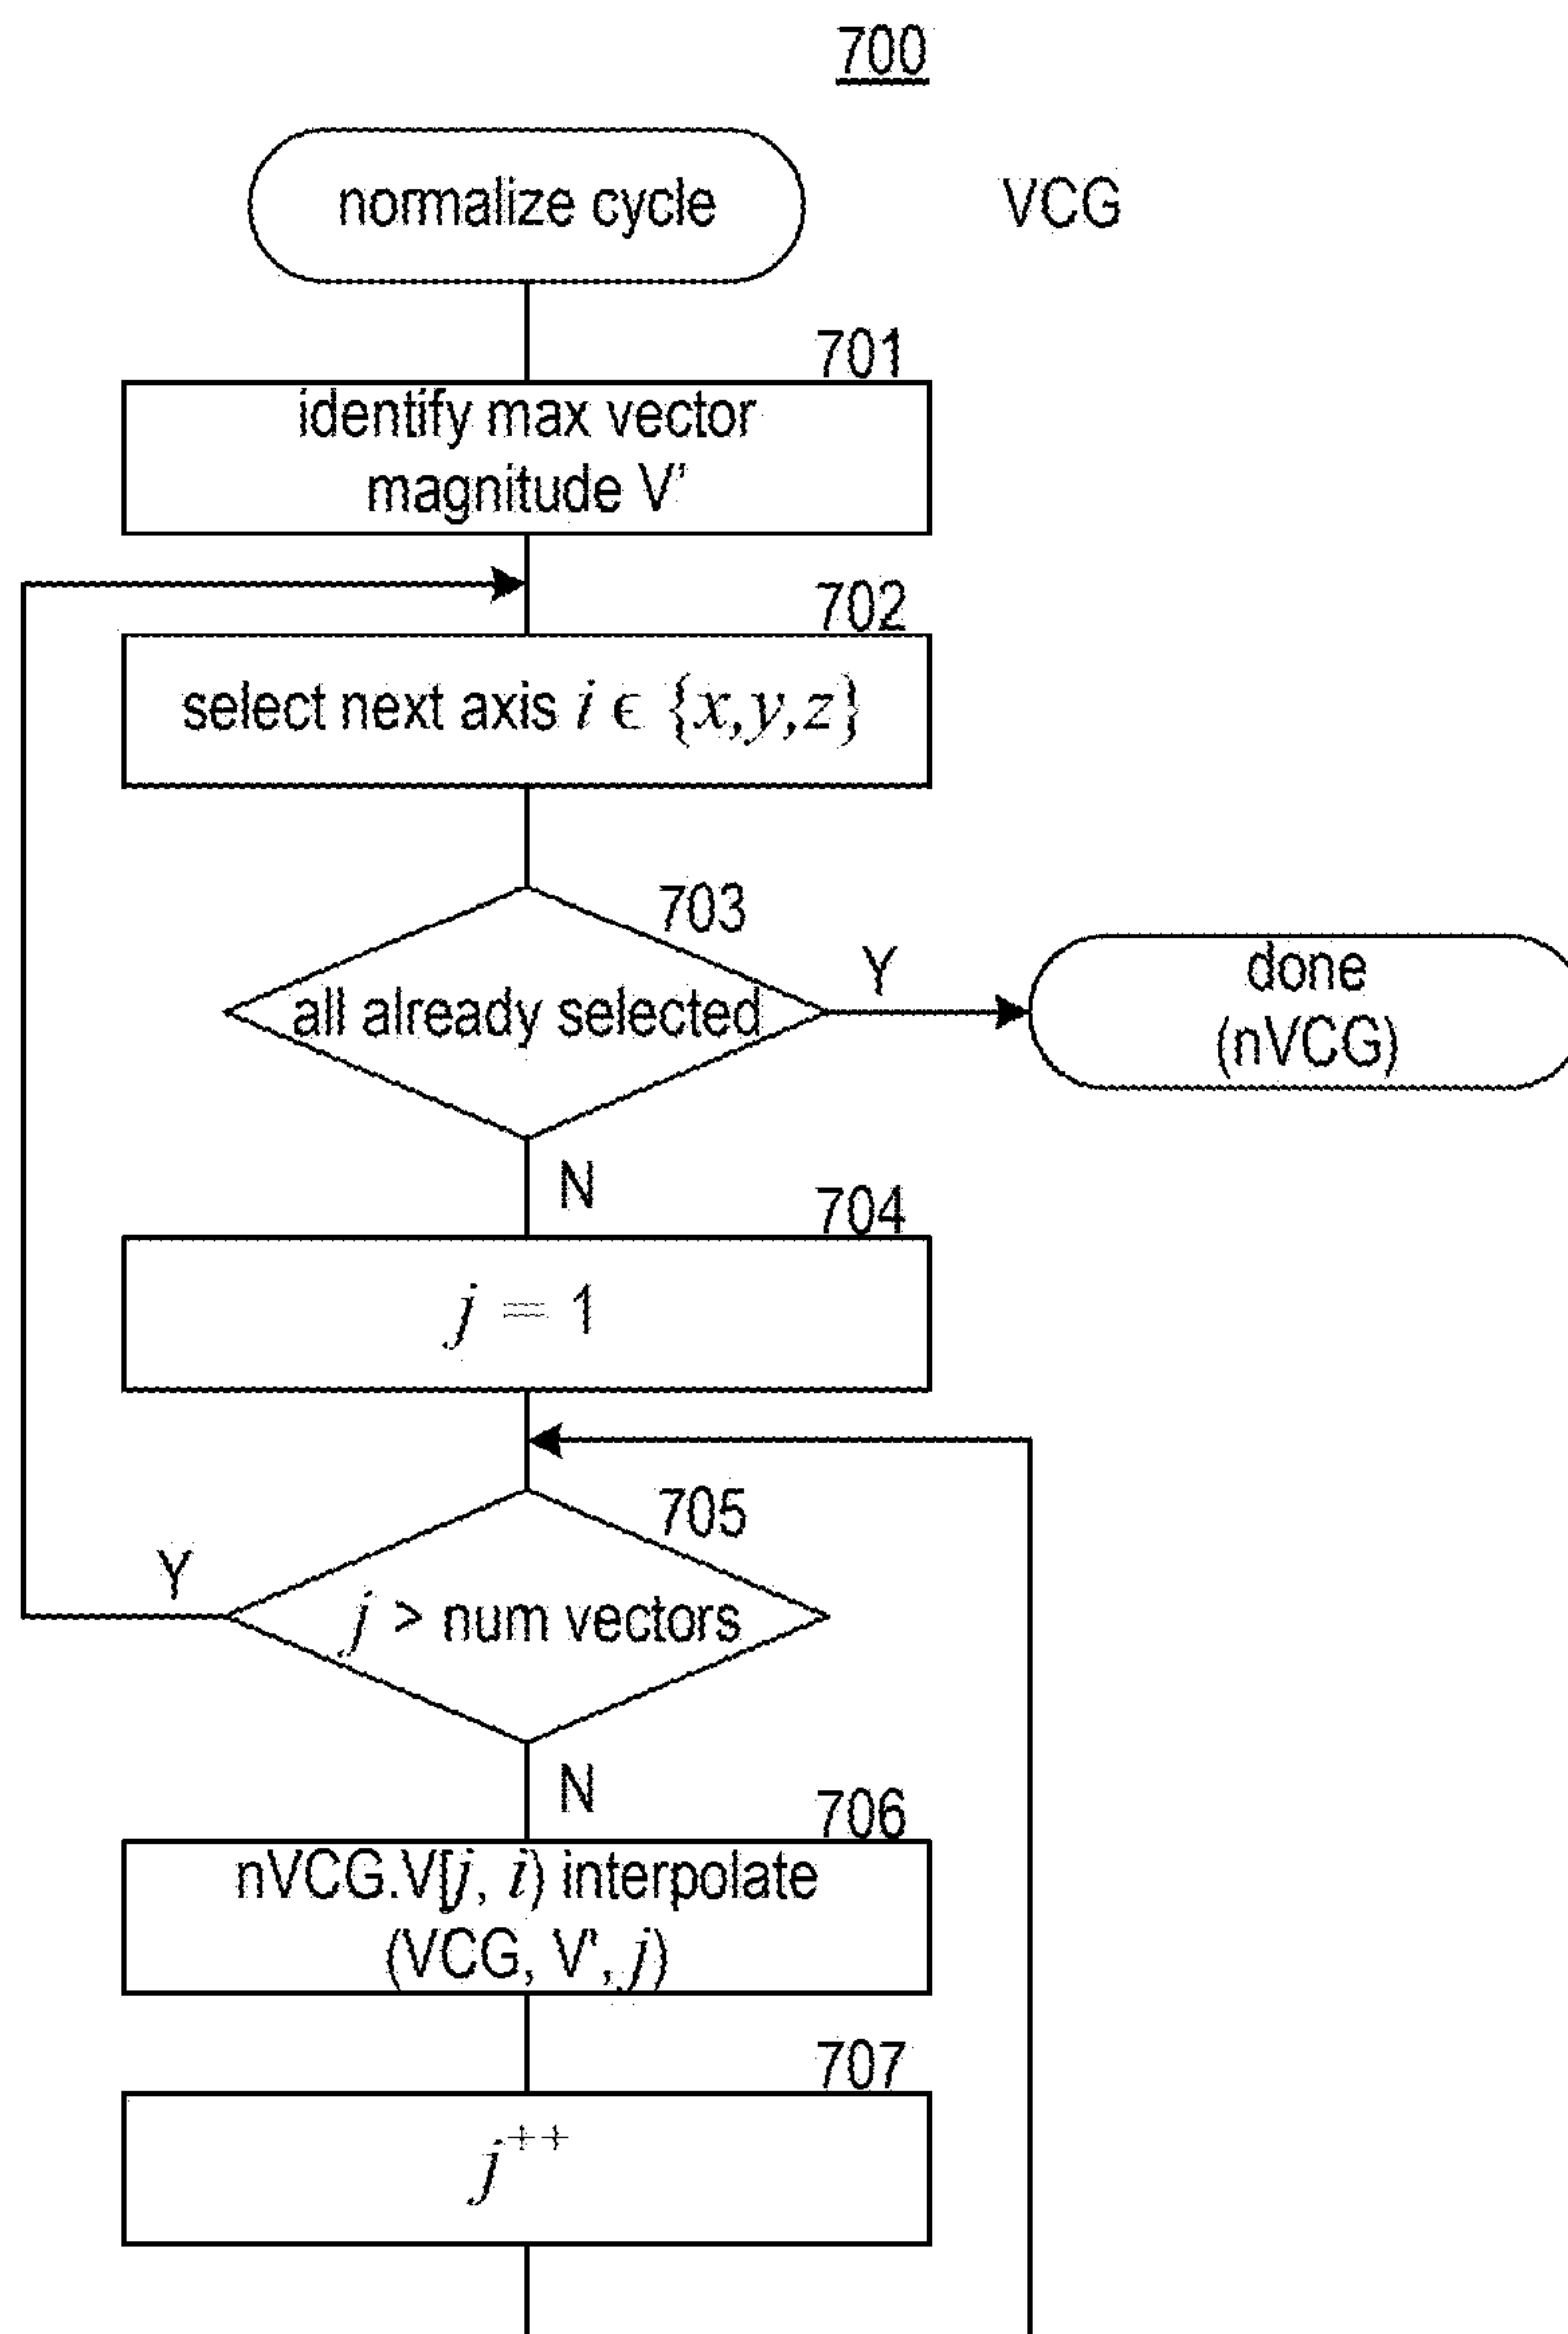 700
normalize cycle
VCG
701
identify max vector
magnitude V'
702
select next axis i ϵ {x,y,z}
703
all already selected
Y
done
(nVCG)
N
704
j = 1
705
Y
j > num vectors
N
706
nVCG.V[j, i) interpolate
(VCG, V', j)
707
j++